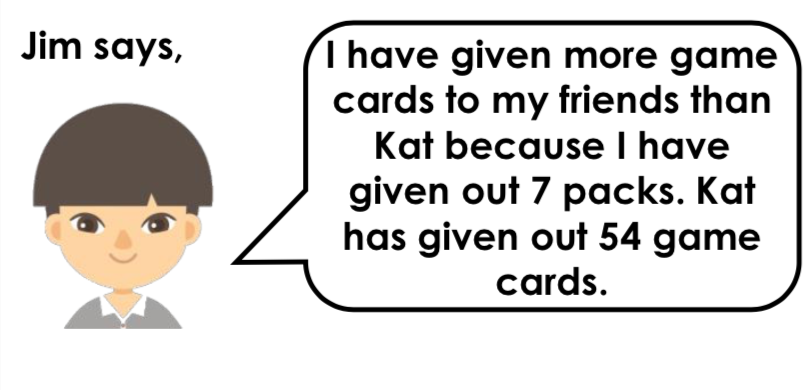 Jim says,
I have given more game
cards to my friends than
Kat because I have
given out 7 packs. Kat
has given out 54 game
cards.